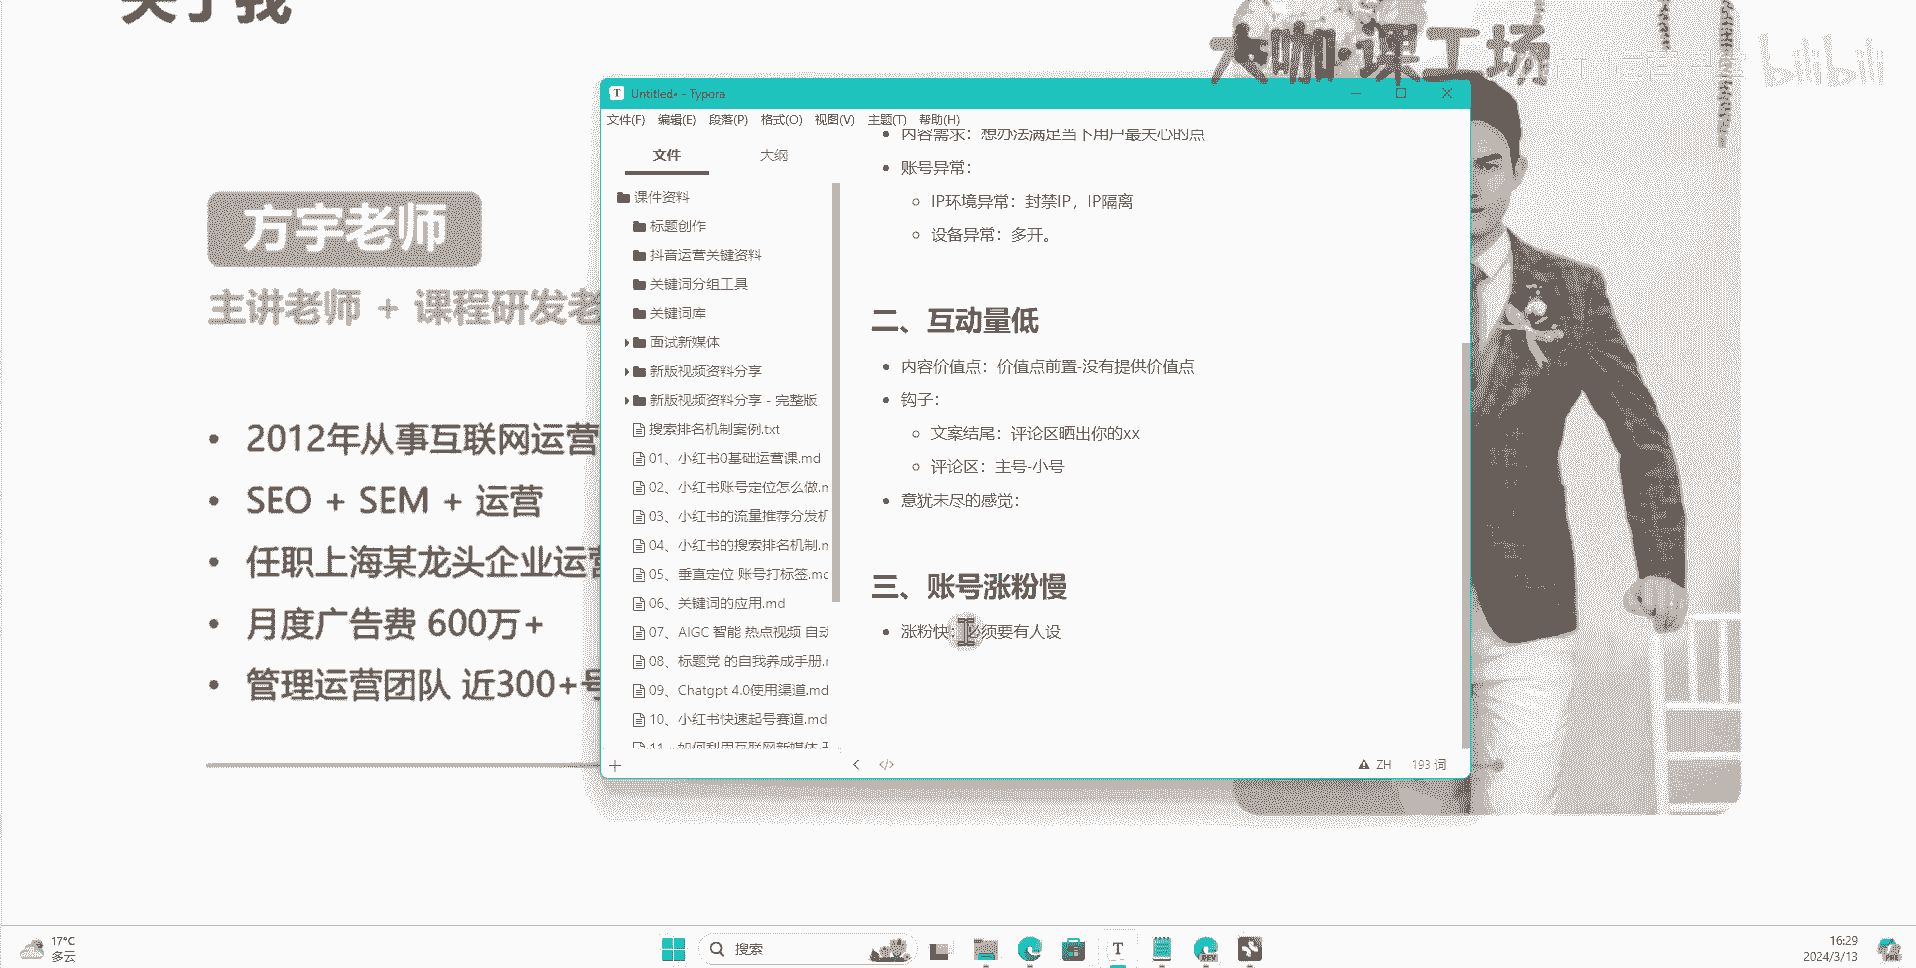 关于我
大咖·课工场
bilibili
方宇老师
主讲老师 + 课程研发老
2012年从事互联网运营
SEO + SEM + 运营
任职上海某龙头企业运营
月度广告费 600万+
管理运营团队 近300+号
Untitled• - Typora
文件(F) 编辑(E) 段落(P) 格式(O) 视图(V) 主题(T) 帮助(H)
文件 大纲
课件资料
标题创作
抖音运营关键资料
关键词分组工具
关键词库
面试新媒体
新版视频资料分享
新版视频资料分享 - 完整版
搜索排名机制案例.txt
01、小红书0基础运营课.md
02、小红书账号定位怎么做.m
03、小红书的流量推荐分发机
04、小红书的搜索排名机制.m
05、垂直定位 账号打标签.md
06、关键词的应用.md
07、AIGC 智能 热点视频 自动
08、标题党 的自我养成手册.m
09、Chatgpt 4.0使用渠道.md
10、小红书快速起号赛道.md
11、如何利用互联网新媒体-开
内容需求：想办法满足当下用户最关心的点
账号异常：
IP环境异常：封禁IP，IP隔离
设备异常：多开。
二、互动量低
内容价值点：价值点前置-没有提供价值点
钩子：
文案结尾：评论区晒出你的xx
评论区：主号-小号
意犹未尽的感觉：
三、账号涨粉慢
涨粉快：必须要有人设
ZH 193 词
17°C
多云
搜索
16:29
2024/3/13